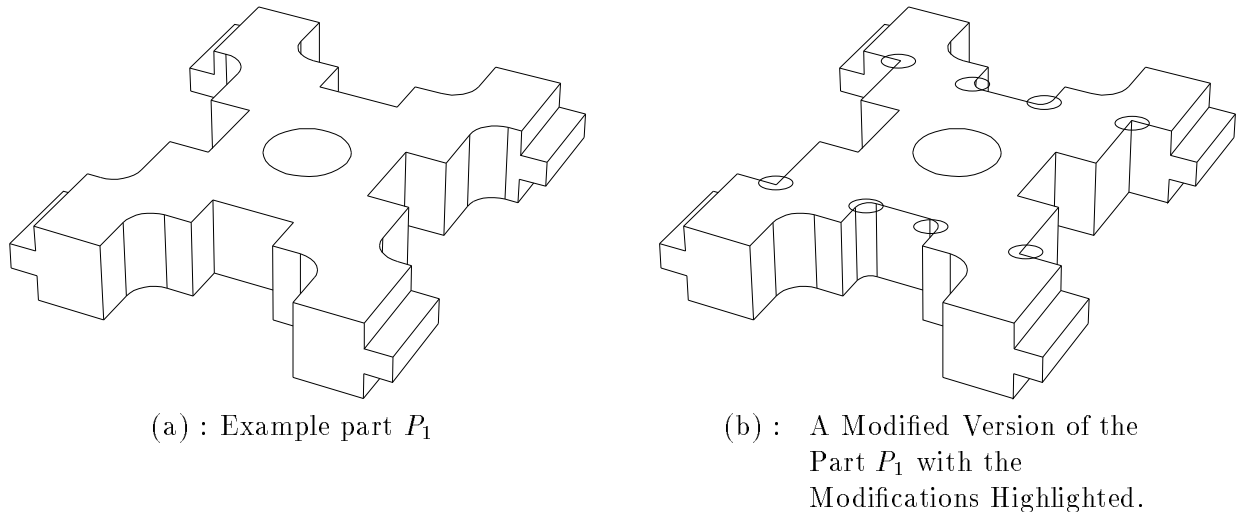 (a) : Example part P₁
(b) : A Modified Version of the
Part P₁ with the
Modifications Highlighted.